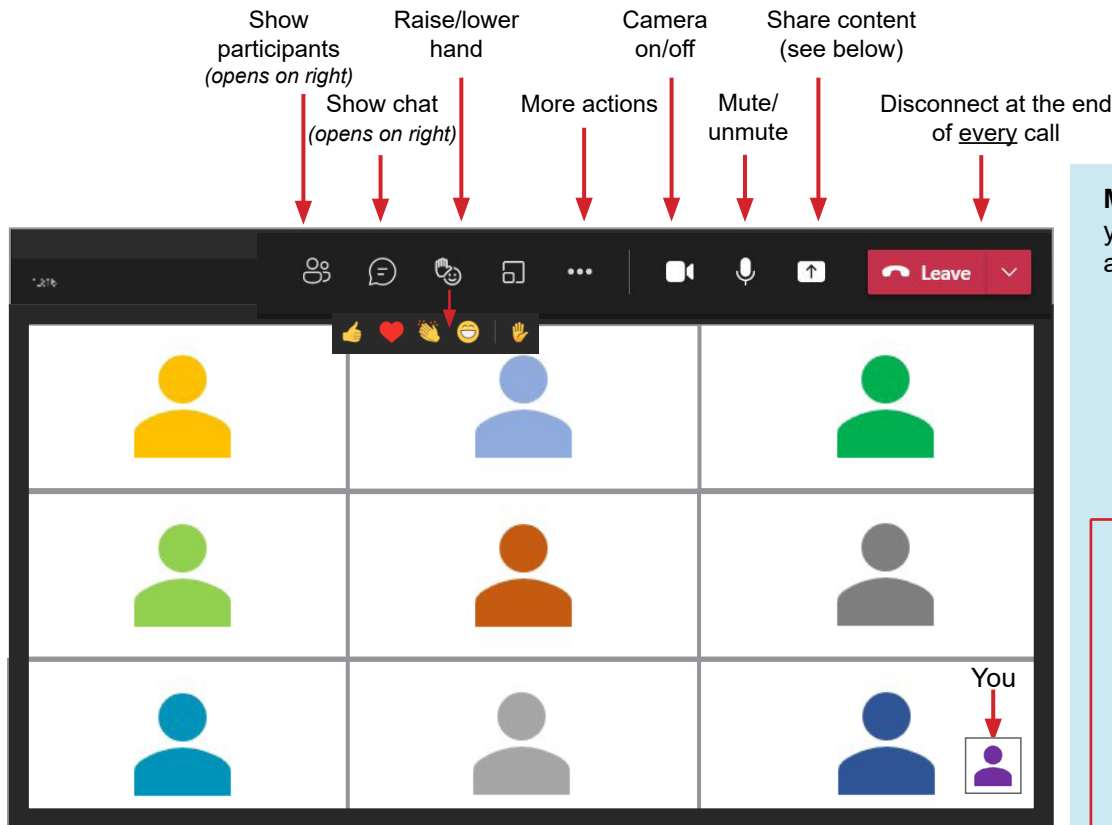 Show
participants
(opens on right)
Raise/lower
hand
Camera
on/off
Share content
(see below)
Show chat
(opens on right)
More actions
Mute/
unmute
Disconnect at the end
of every call
M
y
a
Leave
You